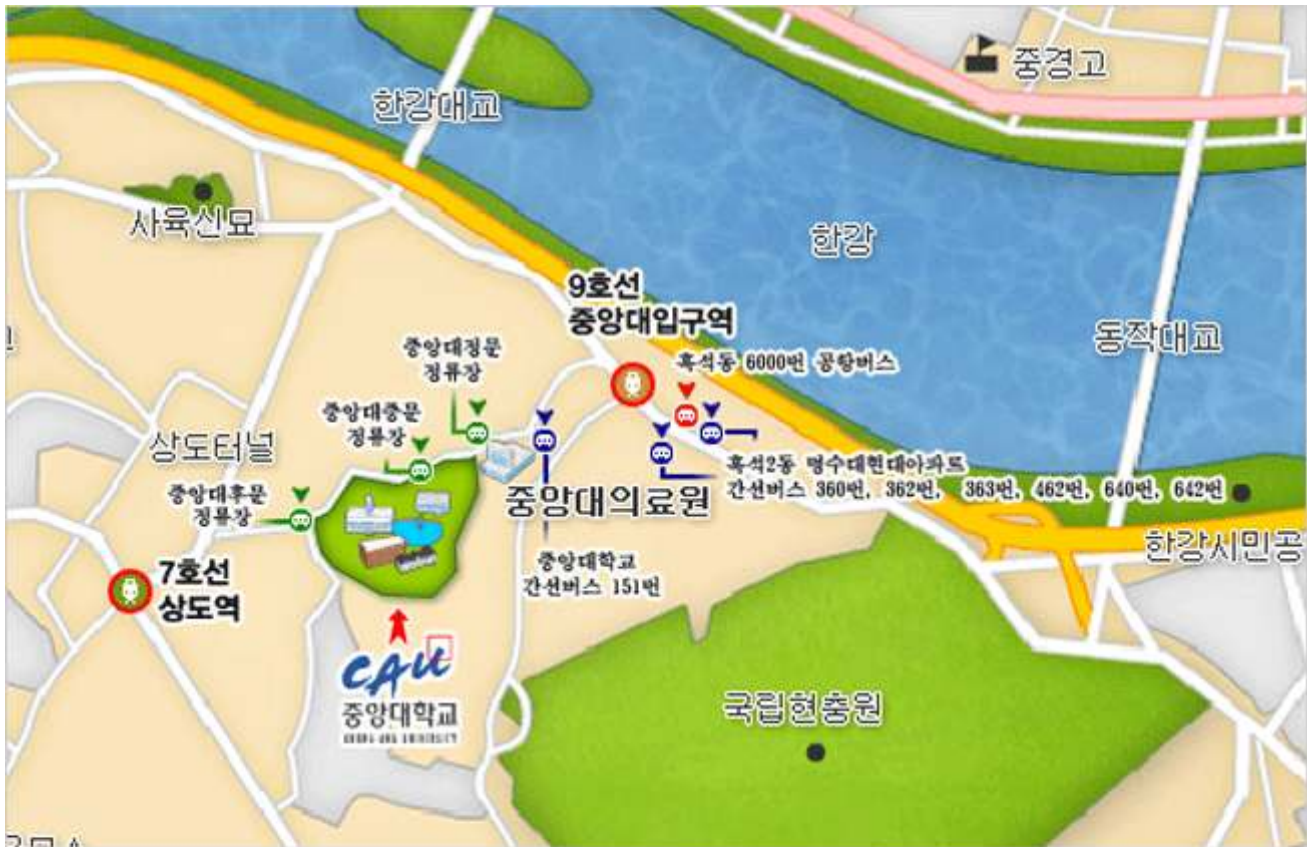 중경고
한강대교
사육신묘
한강
9호선
중앙대입구역
동작대교
중앙대정문
정류장
흑석동 6000번 공항버스
중앙대중문
정류장
상도터널
흑석2동 명수대현대아파트
간선버스 360번, 362번, 363번, 462번, 640번, 642번
중앙대후문
정류장
중앙대의료원
한강시민공
중앙대학교
간선버스 151번
7호선
상도역
CAU
중앙대학교
CHUNG-ANG UNIVERSITY
국립현충원